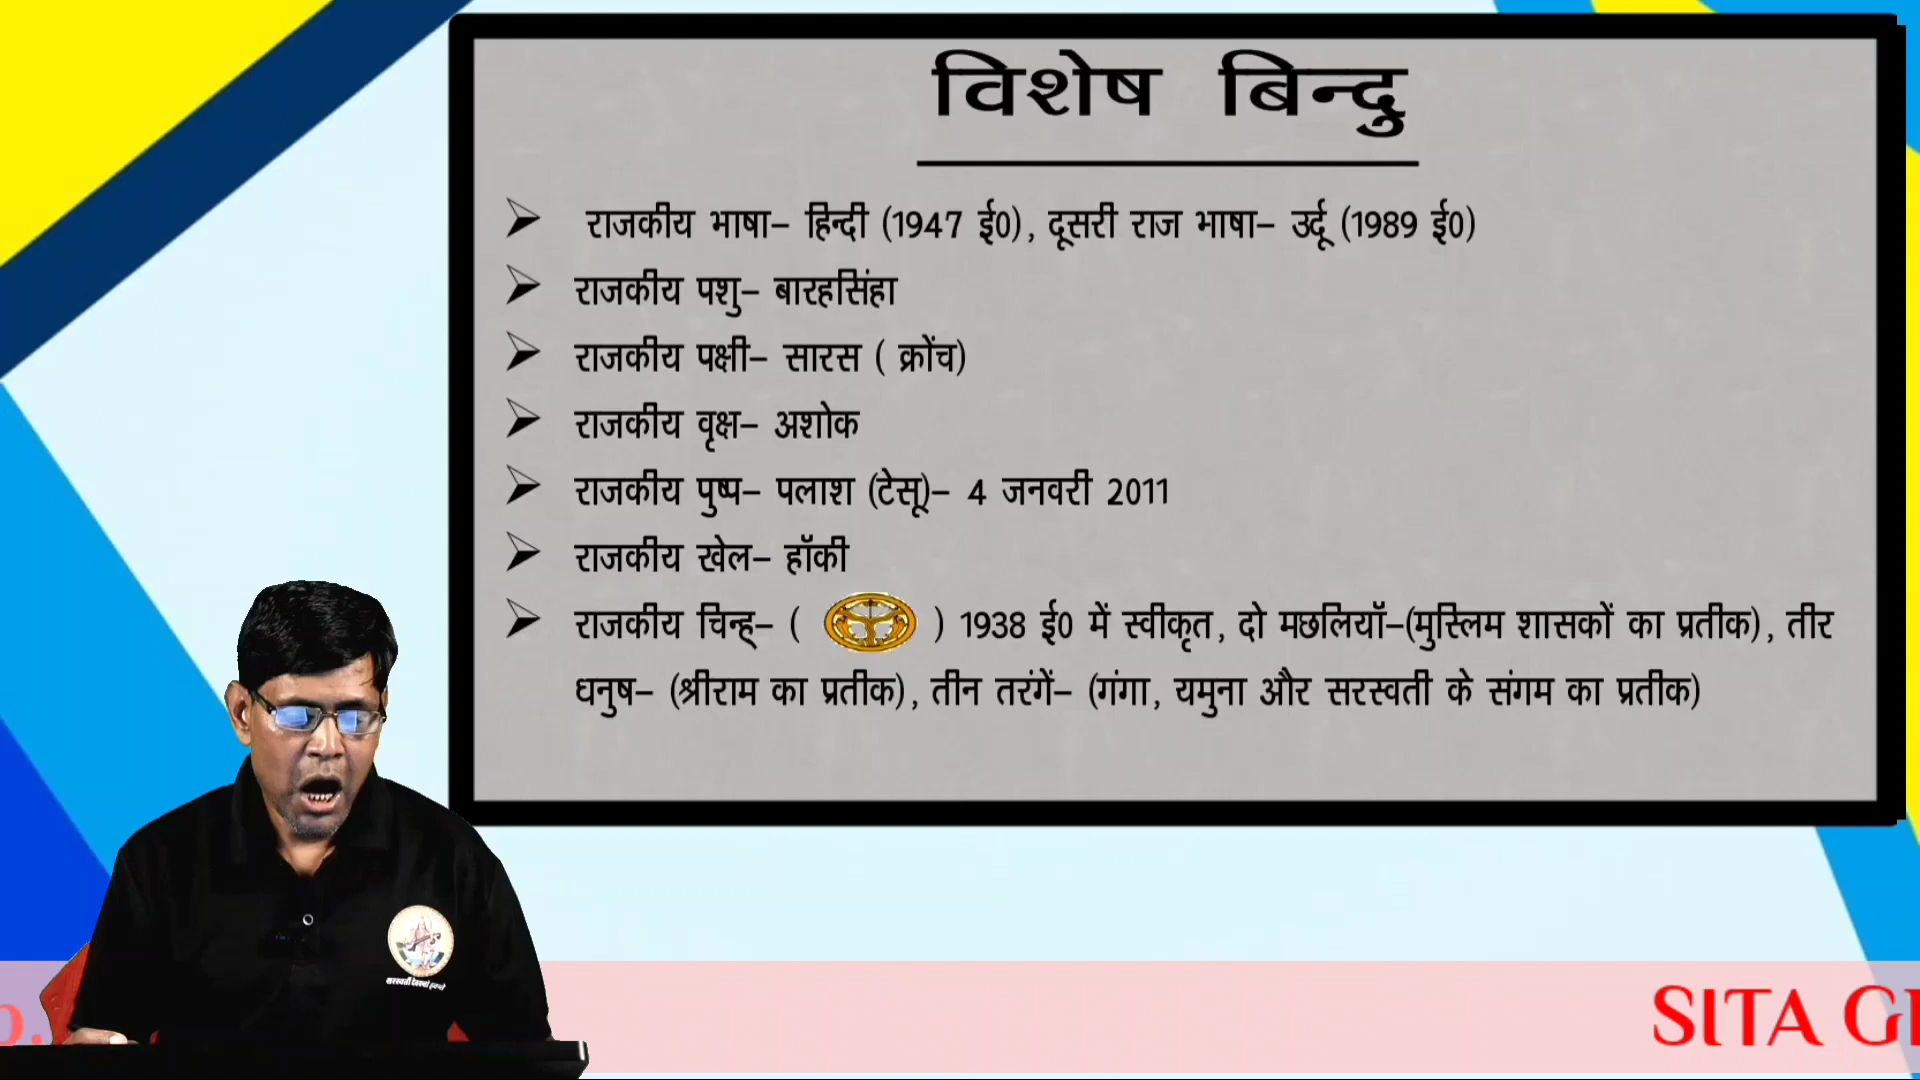 विशेष बिन्दु
राजकीय भाषा– हिन्दी (1947 ई0), दूसरी राज भाषा– उर्दू (1989 ई0)
राजकीय पशु– बारहसिंहा
राजकीय पक्षी– सारस ( क्रोंच)
राजकीय वृक्ष– अशोक
राजकीय पुष्प– पलाश (टेसू)– 4 जनवरी 2011
राजकीय खेल– हॉकी
राजकीय चिन्ह– ( ) 1938 ई0 में स्वीकृत, दो मछलियॉ–(मुस्लिम शासकों का प्रतीक), तीर
धनुष– (श्रीराम का प्रतीक), तीन तरंगें– (गंगा, यमुना और सरस्वती के संगम का प्रतीक)
SITA